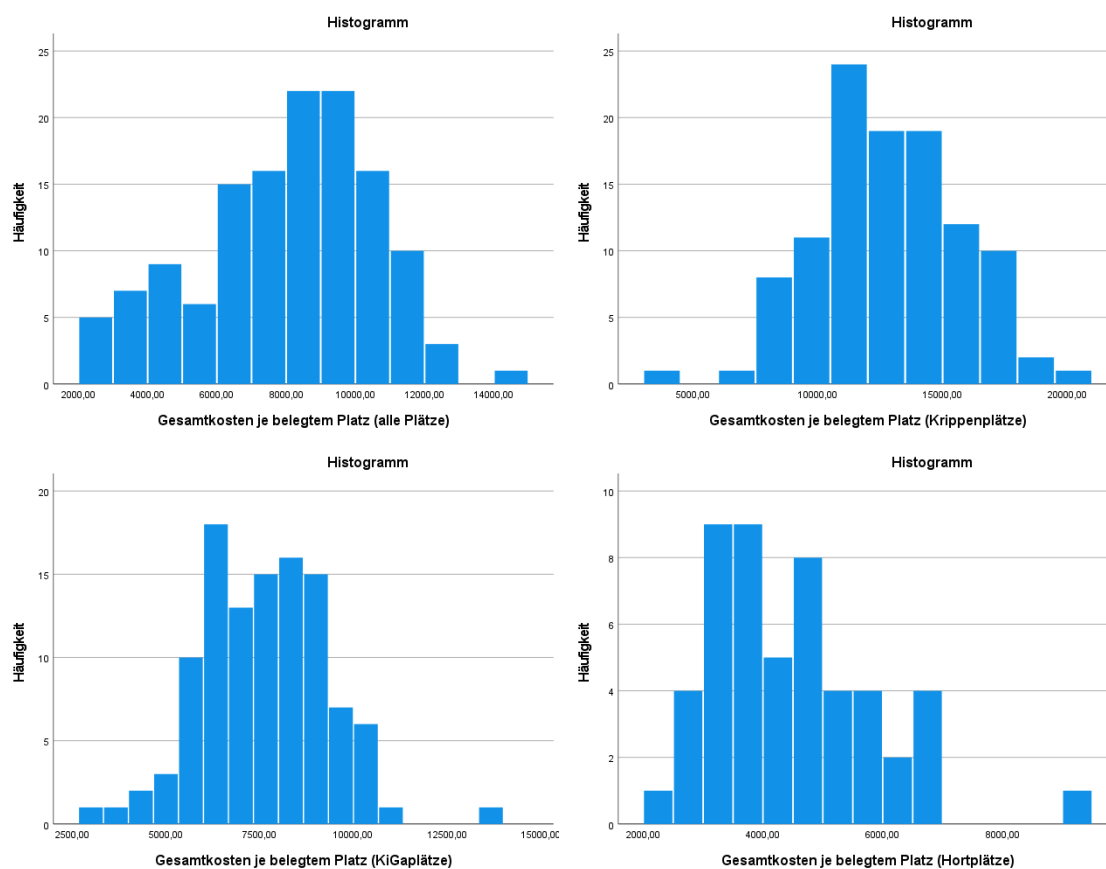 Histogramm
25
20
15
10
5
0
Häufigkeit
2000,00 4000,00 6000,00 8000,00 10000,00 12000,00 14000,00
Gesamtkosten je belegtem Platz (alle Plätze)
Histogramm
25
20
15
10
5
0
Häufigkeit
5000,00 10000,00 15000,00 20000,00
Gesamtkosten je belegtem Platz (Krippenplätze)
Histogramm
20
15
10
5
0
Häufigkeit
2500,00 5000,00 7500,00 10000,00 12500,00 15000,00
Gesamtkosten je belegtem Platz (KiGaplätze)
Histogramm
10
8
6
4
2
0
Häufigkeit
2000,00 4000,00 6000,00 8000,00
Gesamtkosten je belegtem Platz (Hortplätze)